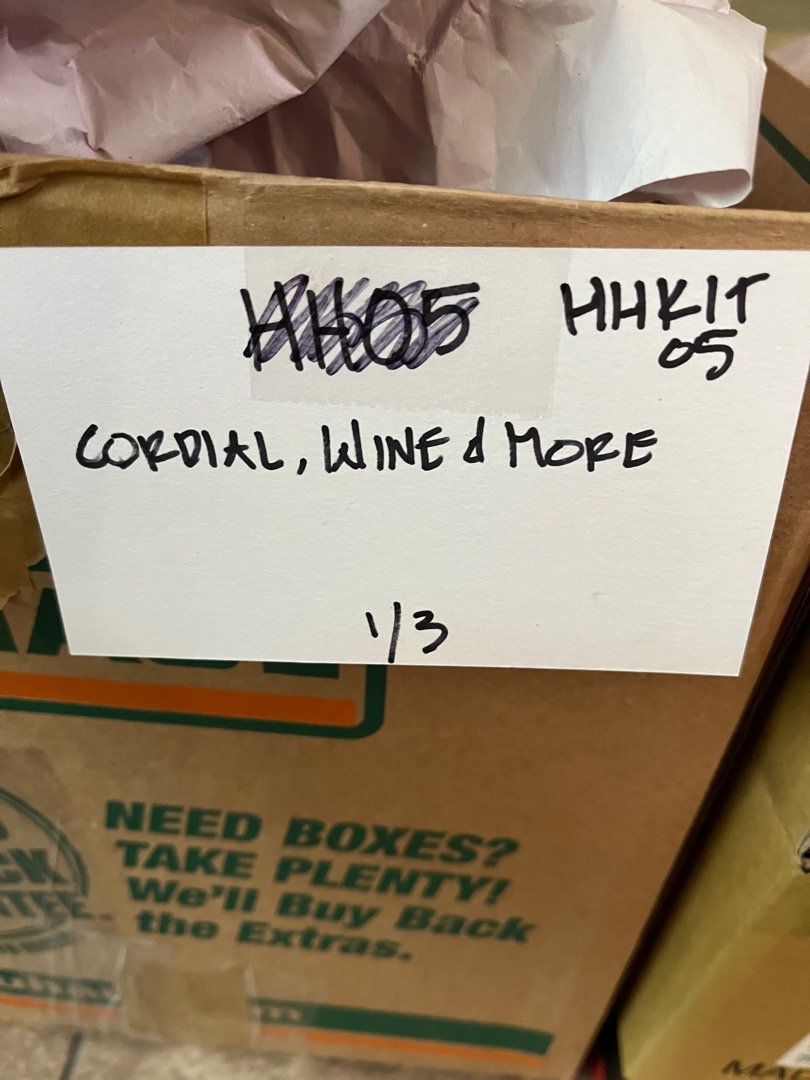 HH05 HHKIT
05
CORDIAL, WINE & MORE
1/3
NEED BOXES?
TAKE PLENTY!
We'll Buy Back
the Extras.